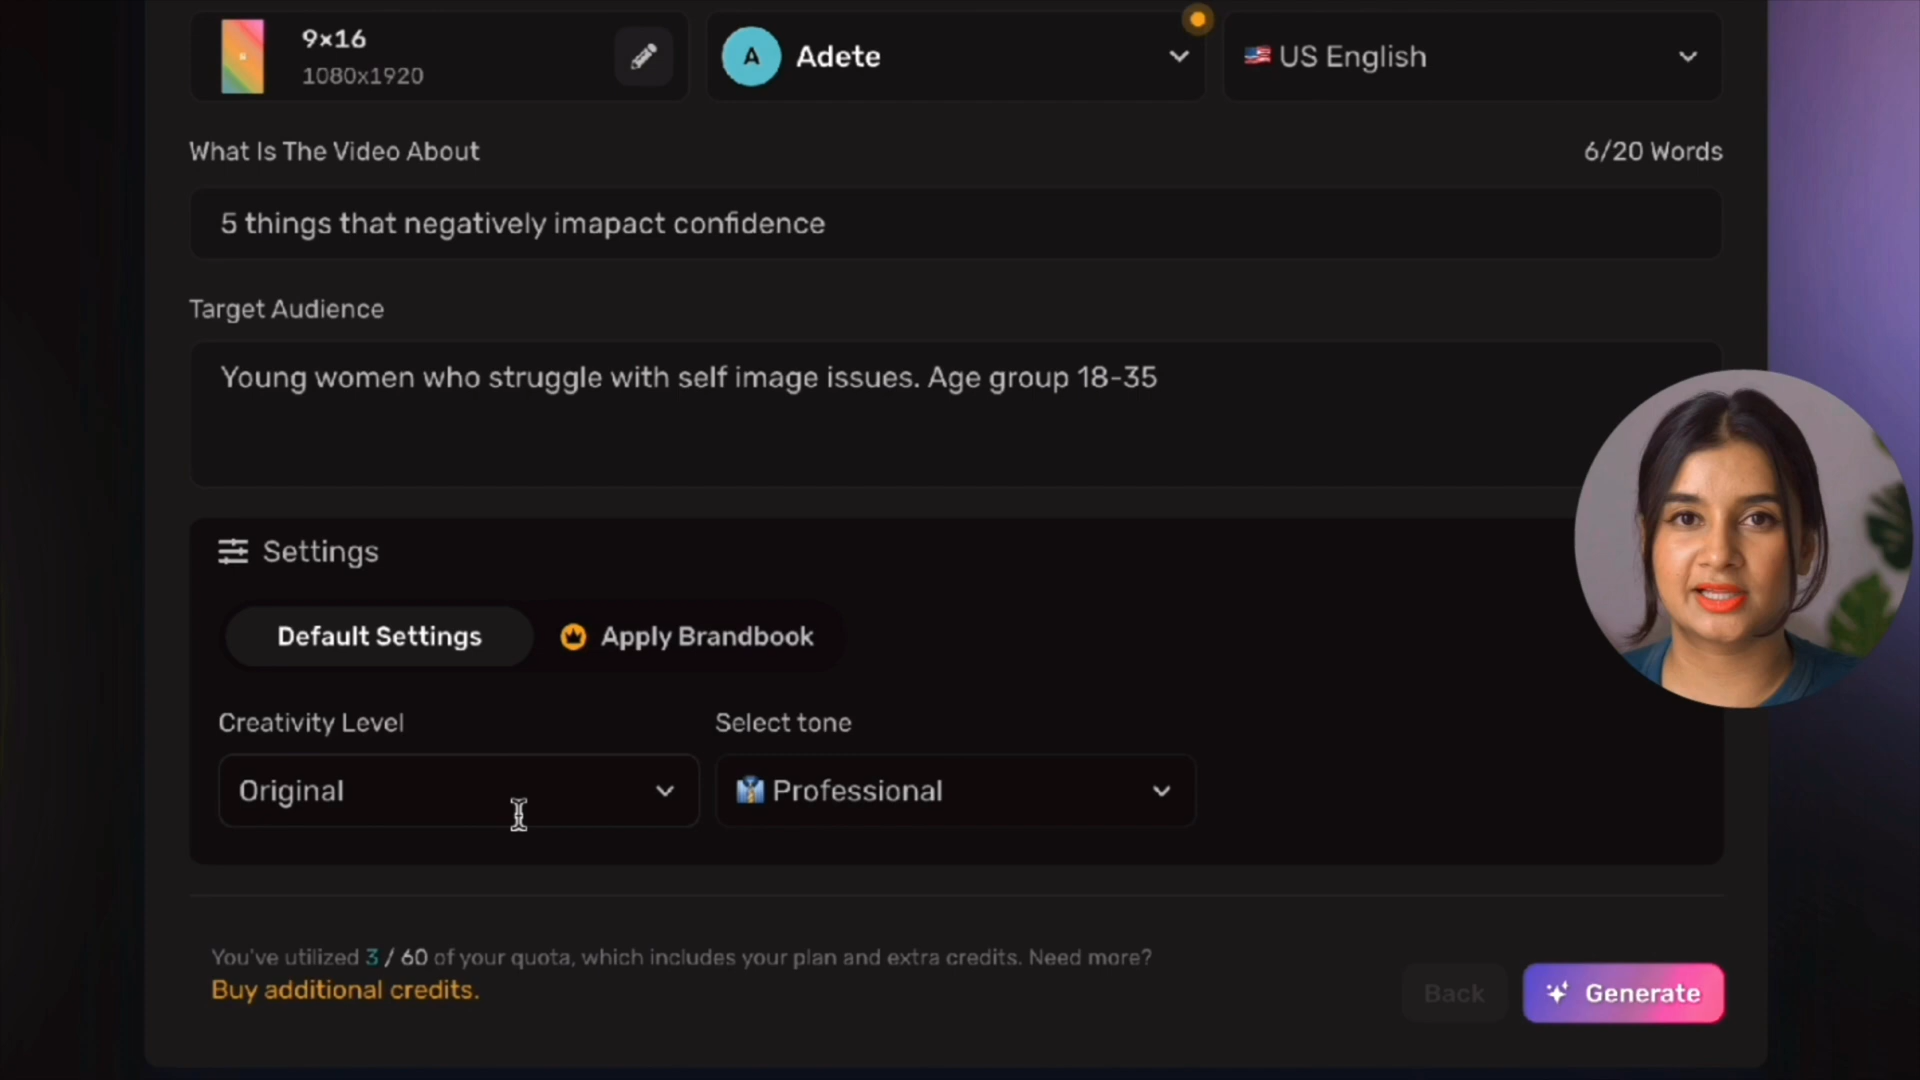 9×16
1080x1920
A
Adete
US English
What Is The Video About
6/20 Words
5 things that negatively imapact confidence
Target Audience
Young women who struggle with self image issues. Age group 18-35
Settings
Default Settings
Apply Brandbook
Creativity Level
Select tone
Original
Professional
You've utilized 3 / 60 of your quota, which includes your plan and extra credits. Need more?
Buy additional credits.
Back
Generate